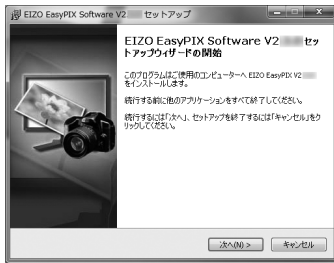 EIZO EasyPIX Software V2 セットアップ
EIZO EasyPIX Software V2 セッ
トアップウィザードの開始
このプログラムはご使用のコンピューターへ EIZO EasyPIX V2
をインストールします。
続行する前に他のアプリケーションをすべて終了してください。
続行するには「次へ」、セットアップを終了するには「キャンセル」をク
リックしてください。
次へ(N) >
キャンセル